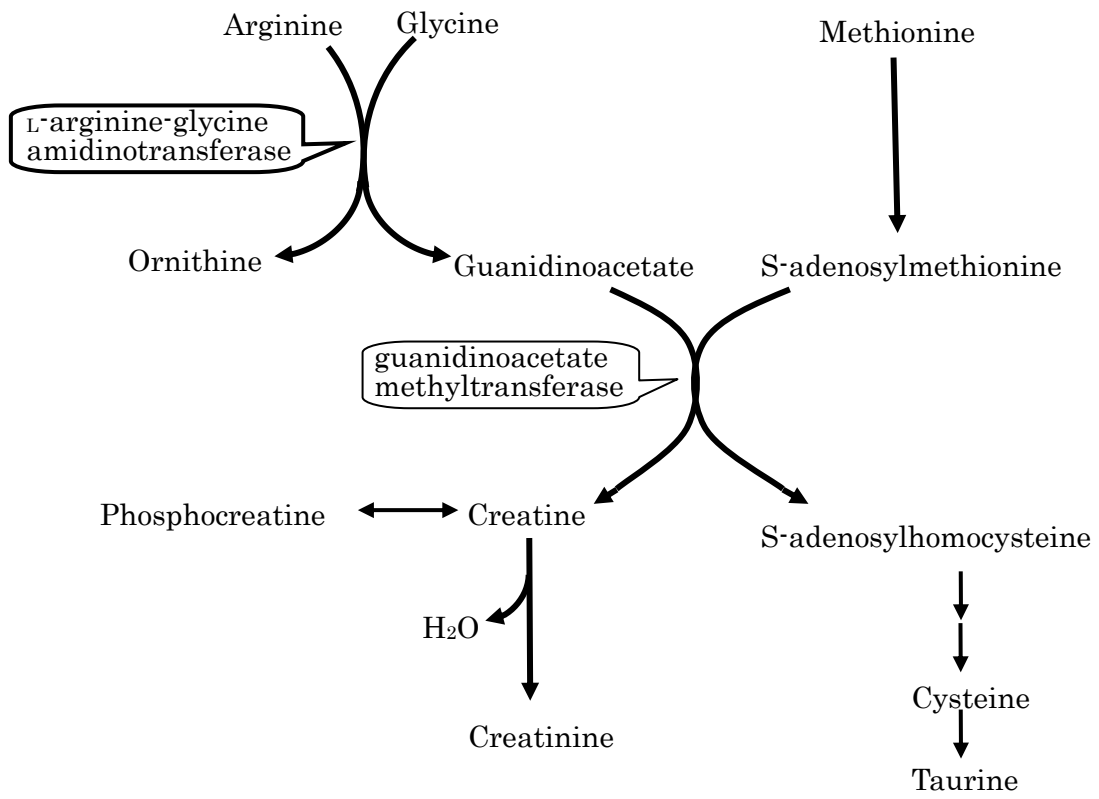 Arginine
Glycine
Methionine
L-arginine-glycine
amidinotransferase
Ornithine
Guanidinoacetate
S-adenosylmethionine
guanidinoacetate
methyltransferase
Phosphocreatine
Creatine
S-adenosylhomocysteine
H₂O
Cysteine
Creatinine
Taurine